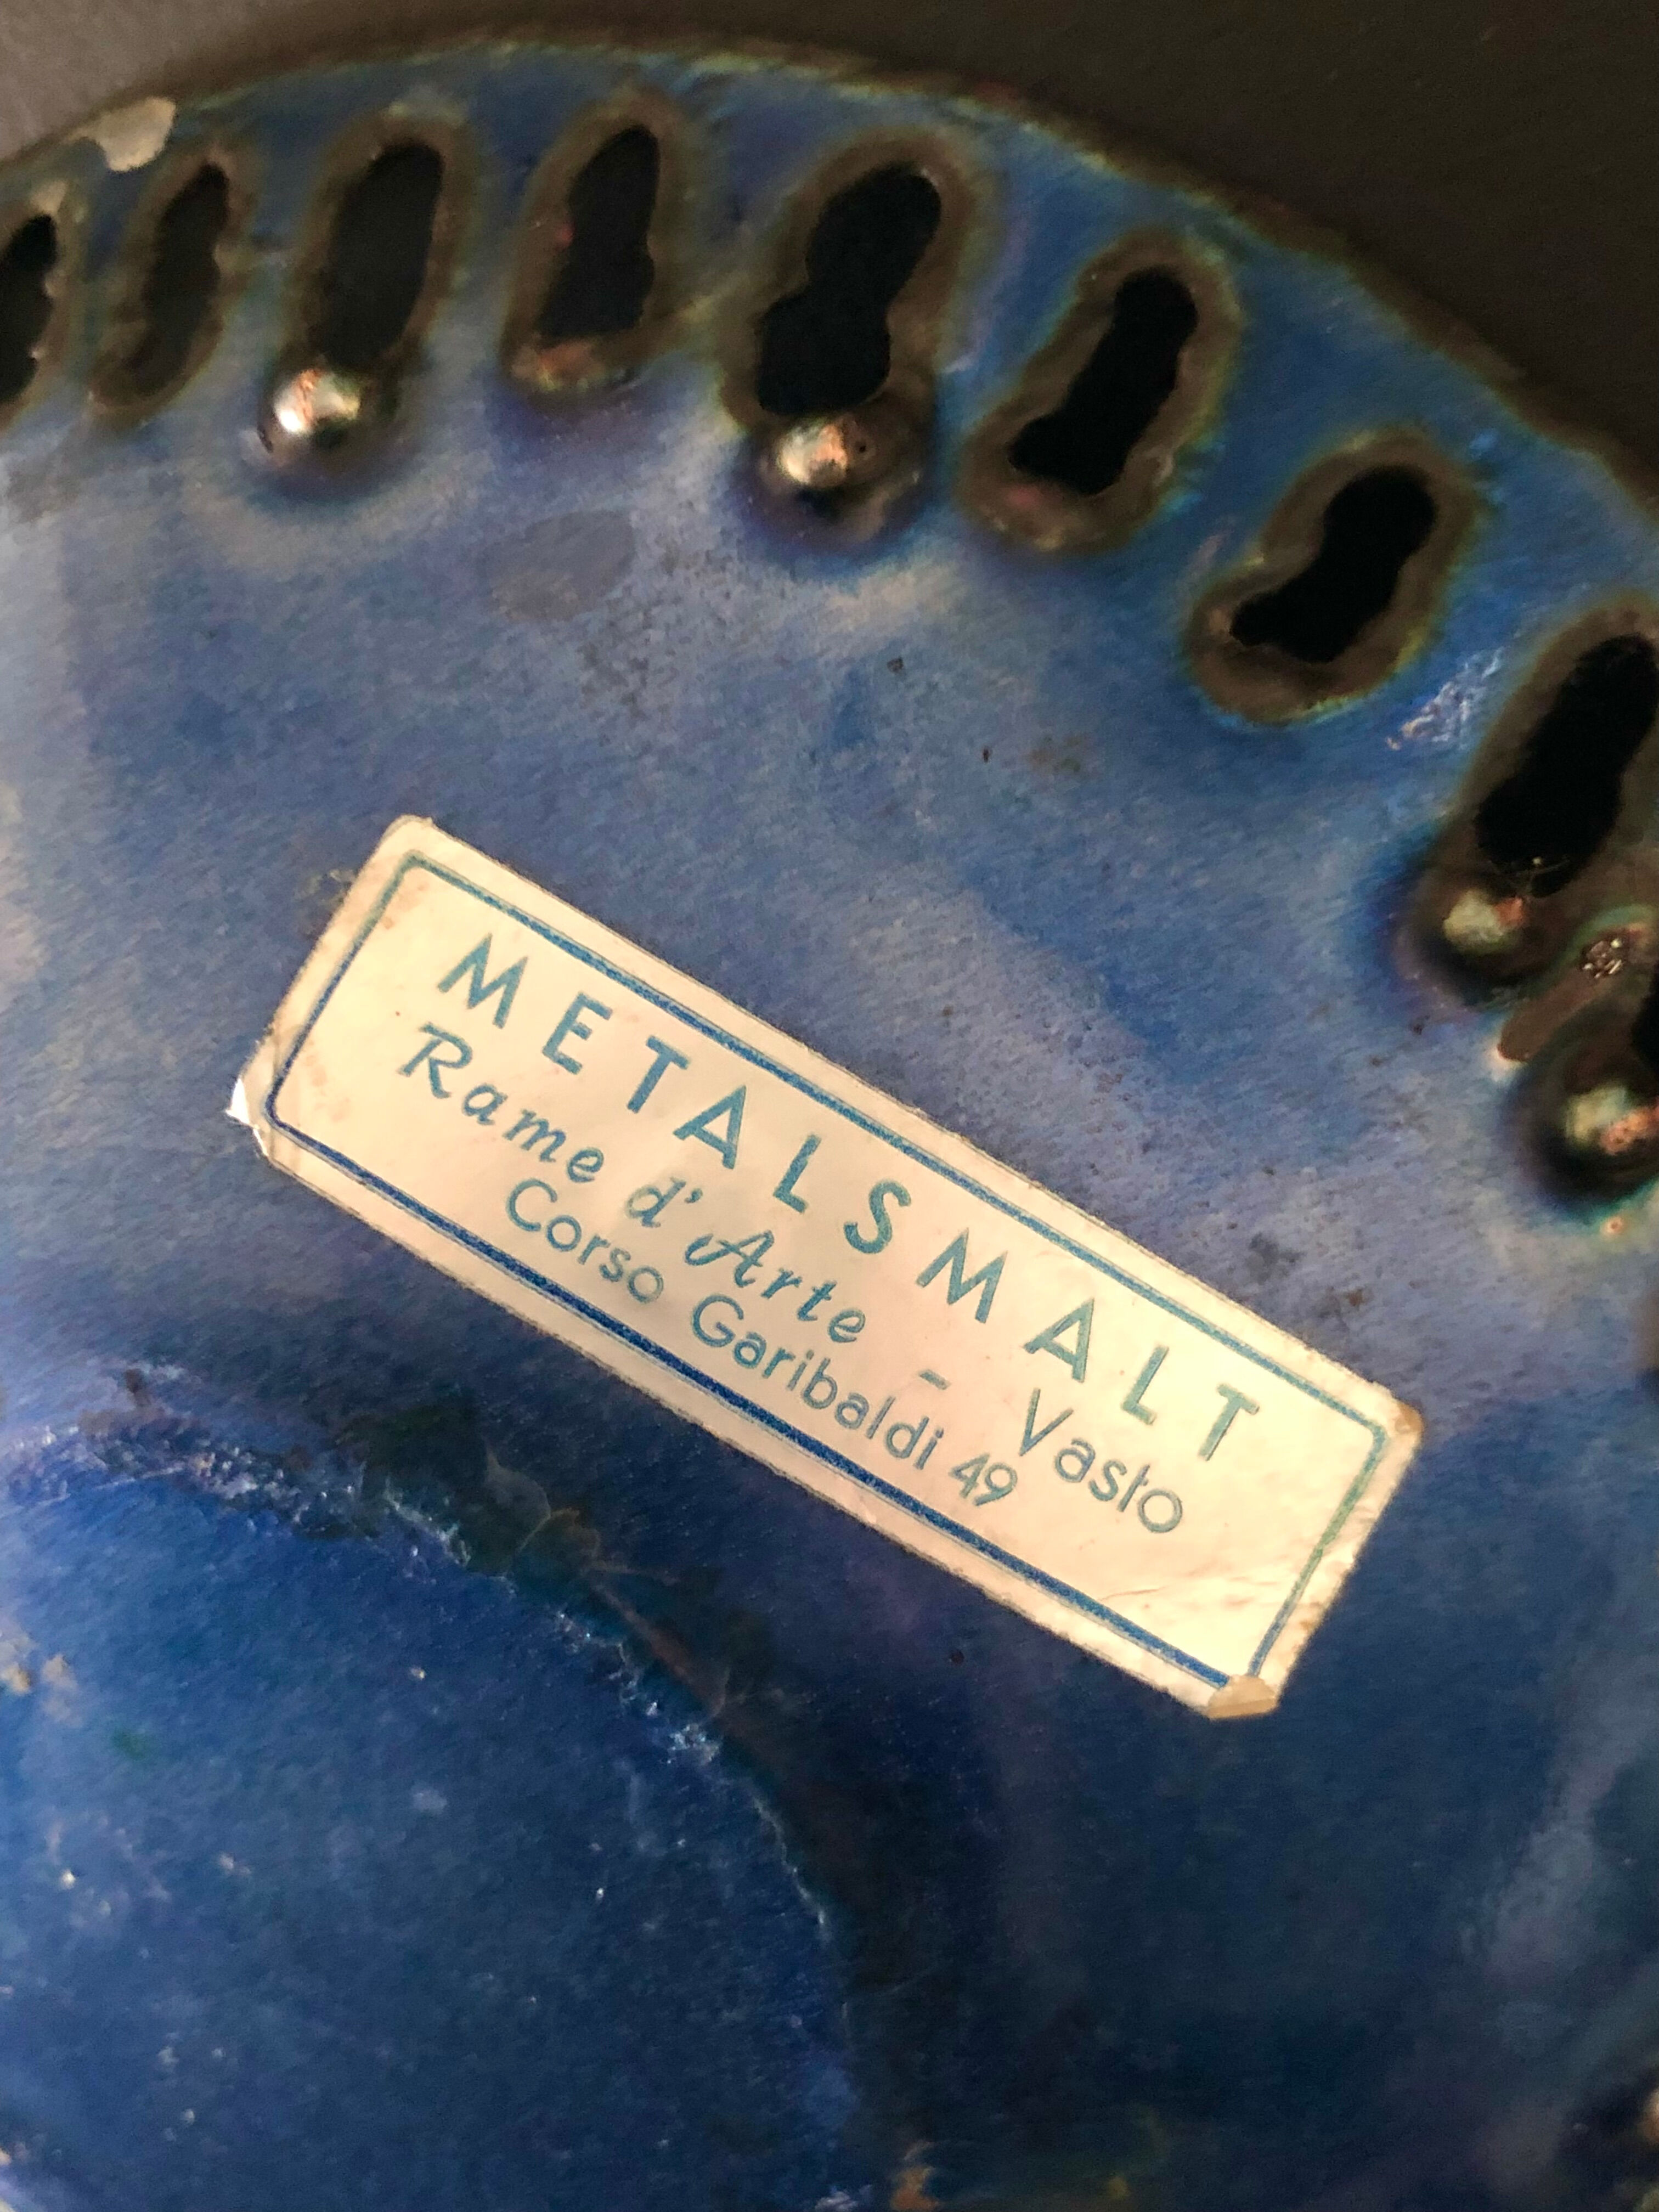 METALSMALT
Rame d'Arte - Vasto
Corso Garibaldi 49